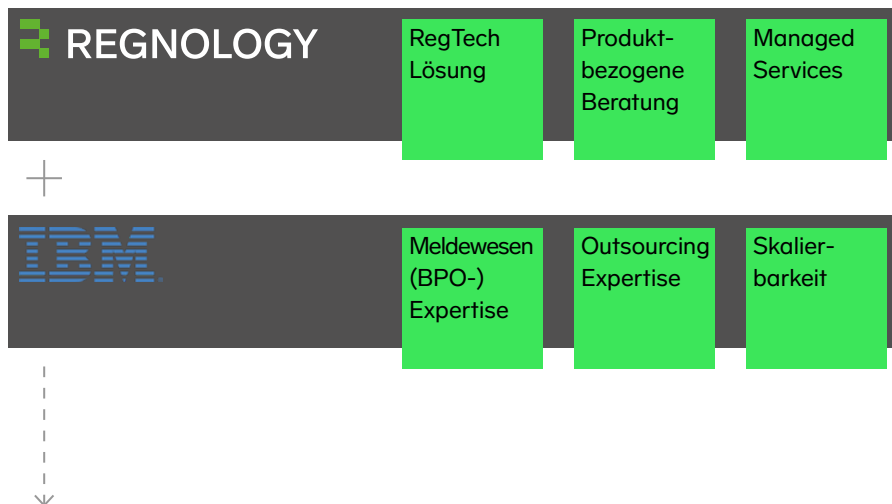 REGNOLOGY
RegTech
Lösung
Produkt-
bezogene
Beratung
Managed
Services
IBM
Meldewesen
(BPO-)
Expertise
Outsourcing
Expertise
Skalier-
barkeit